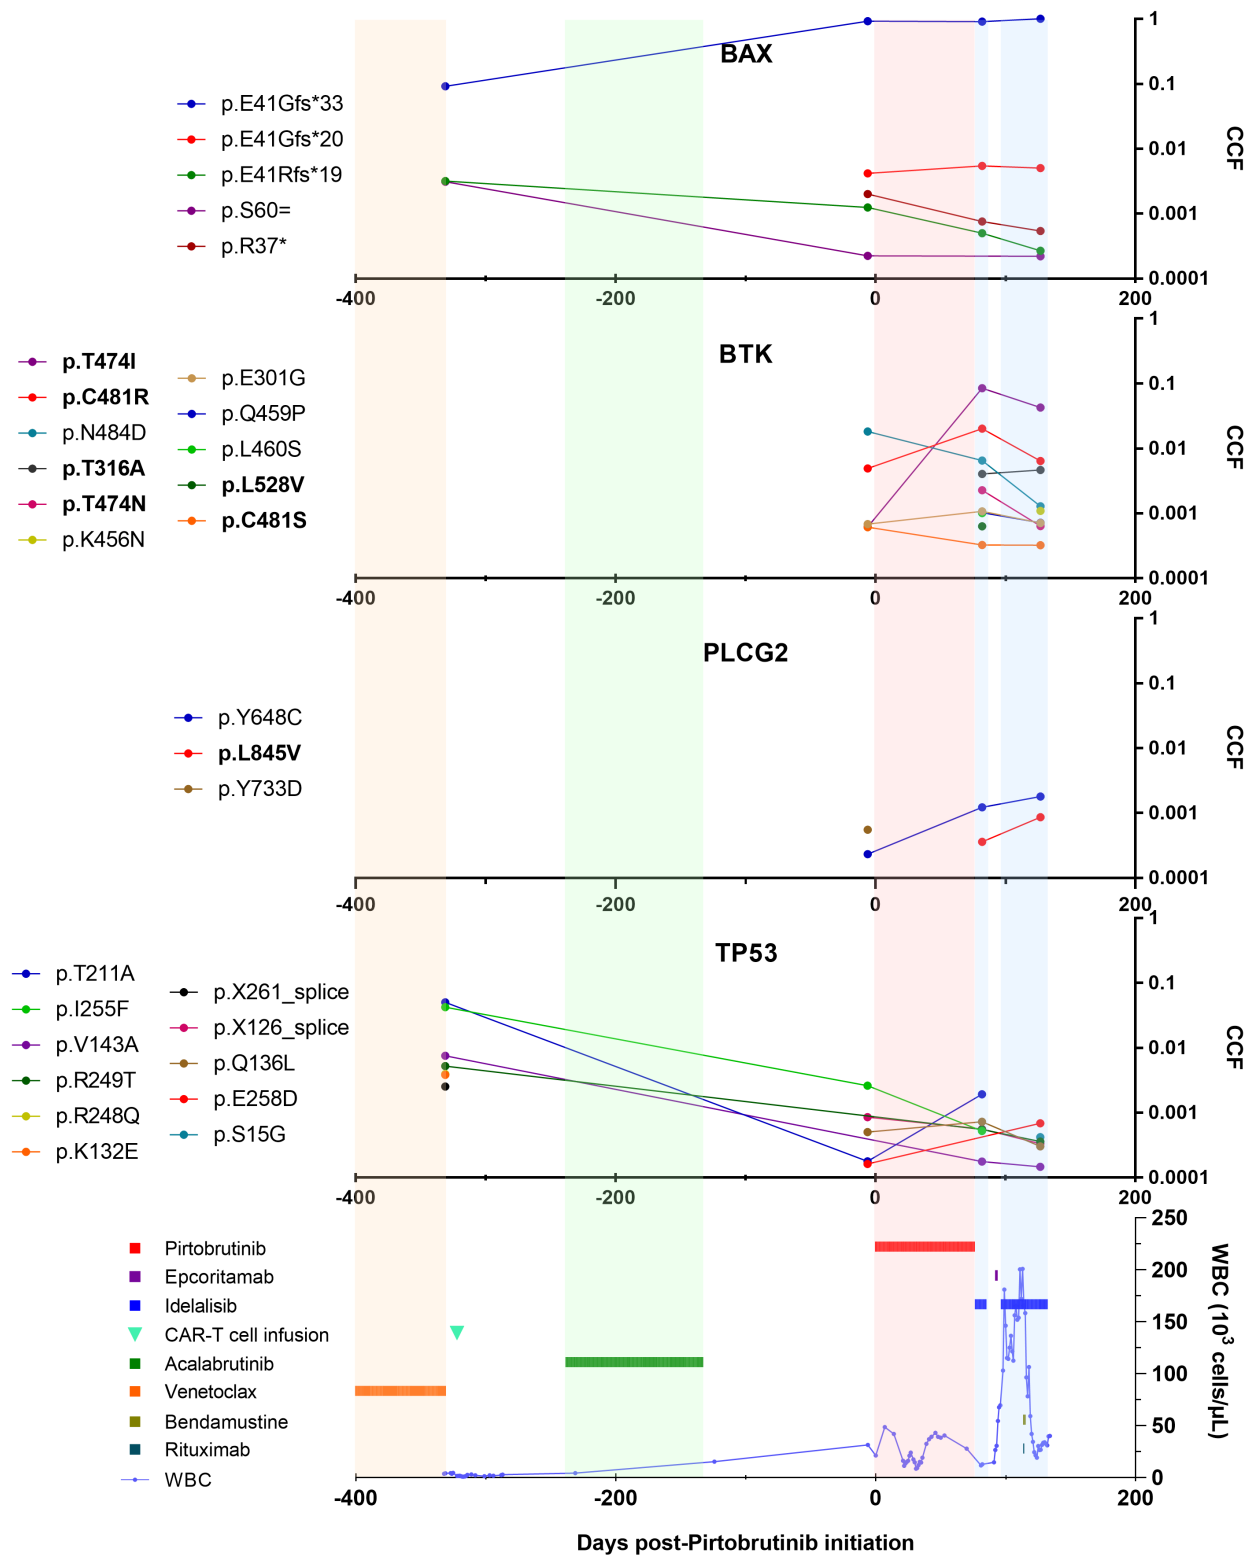 BAX
p.E41Gfs*33
p.E41Gfs*20
p.E41Rfs*19
p.S60=
p.R37*
1
0.1
0.01
0.001
0.0001
CCF
-400
-200
0
200
BTK
p.T474I
p.C481R
p.N484D
p.T316A
p.T474N
p.K456N
p.E301G
p.Q459P
p.L460S
p.L528V
p.C481S
1
0.1
0.01
0.001
0.0001
CCF
-400
-200
0
200
PLCG2
p.Y648C
p.L845V
p.Y733D
1
0.1
0.01
0.001
0.0001
CCF
-400
-200
0
200
TP53
p.T211A
p.I255F
p.V143A
p.R249T
p.R248Q
p.K132E
p.X261_splice
p.X126_splice
p.Q136L
p.E258D
p.S15G
1
0.1
0.01
0.001
0.0001
CCF
-400
-200
0
200
Pirtobrutinib
Epcoritamab
Idelalisib
CAR-T cell infusion
Acalabrutinib
Venetoclax
Bendamustine
Rituximab
WBC
250
200
150
100
50
0
WBC (10³ cells/µL)
-400
-200
0
200
Days post-Pirtobrutinib initiation